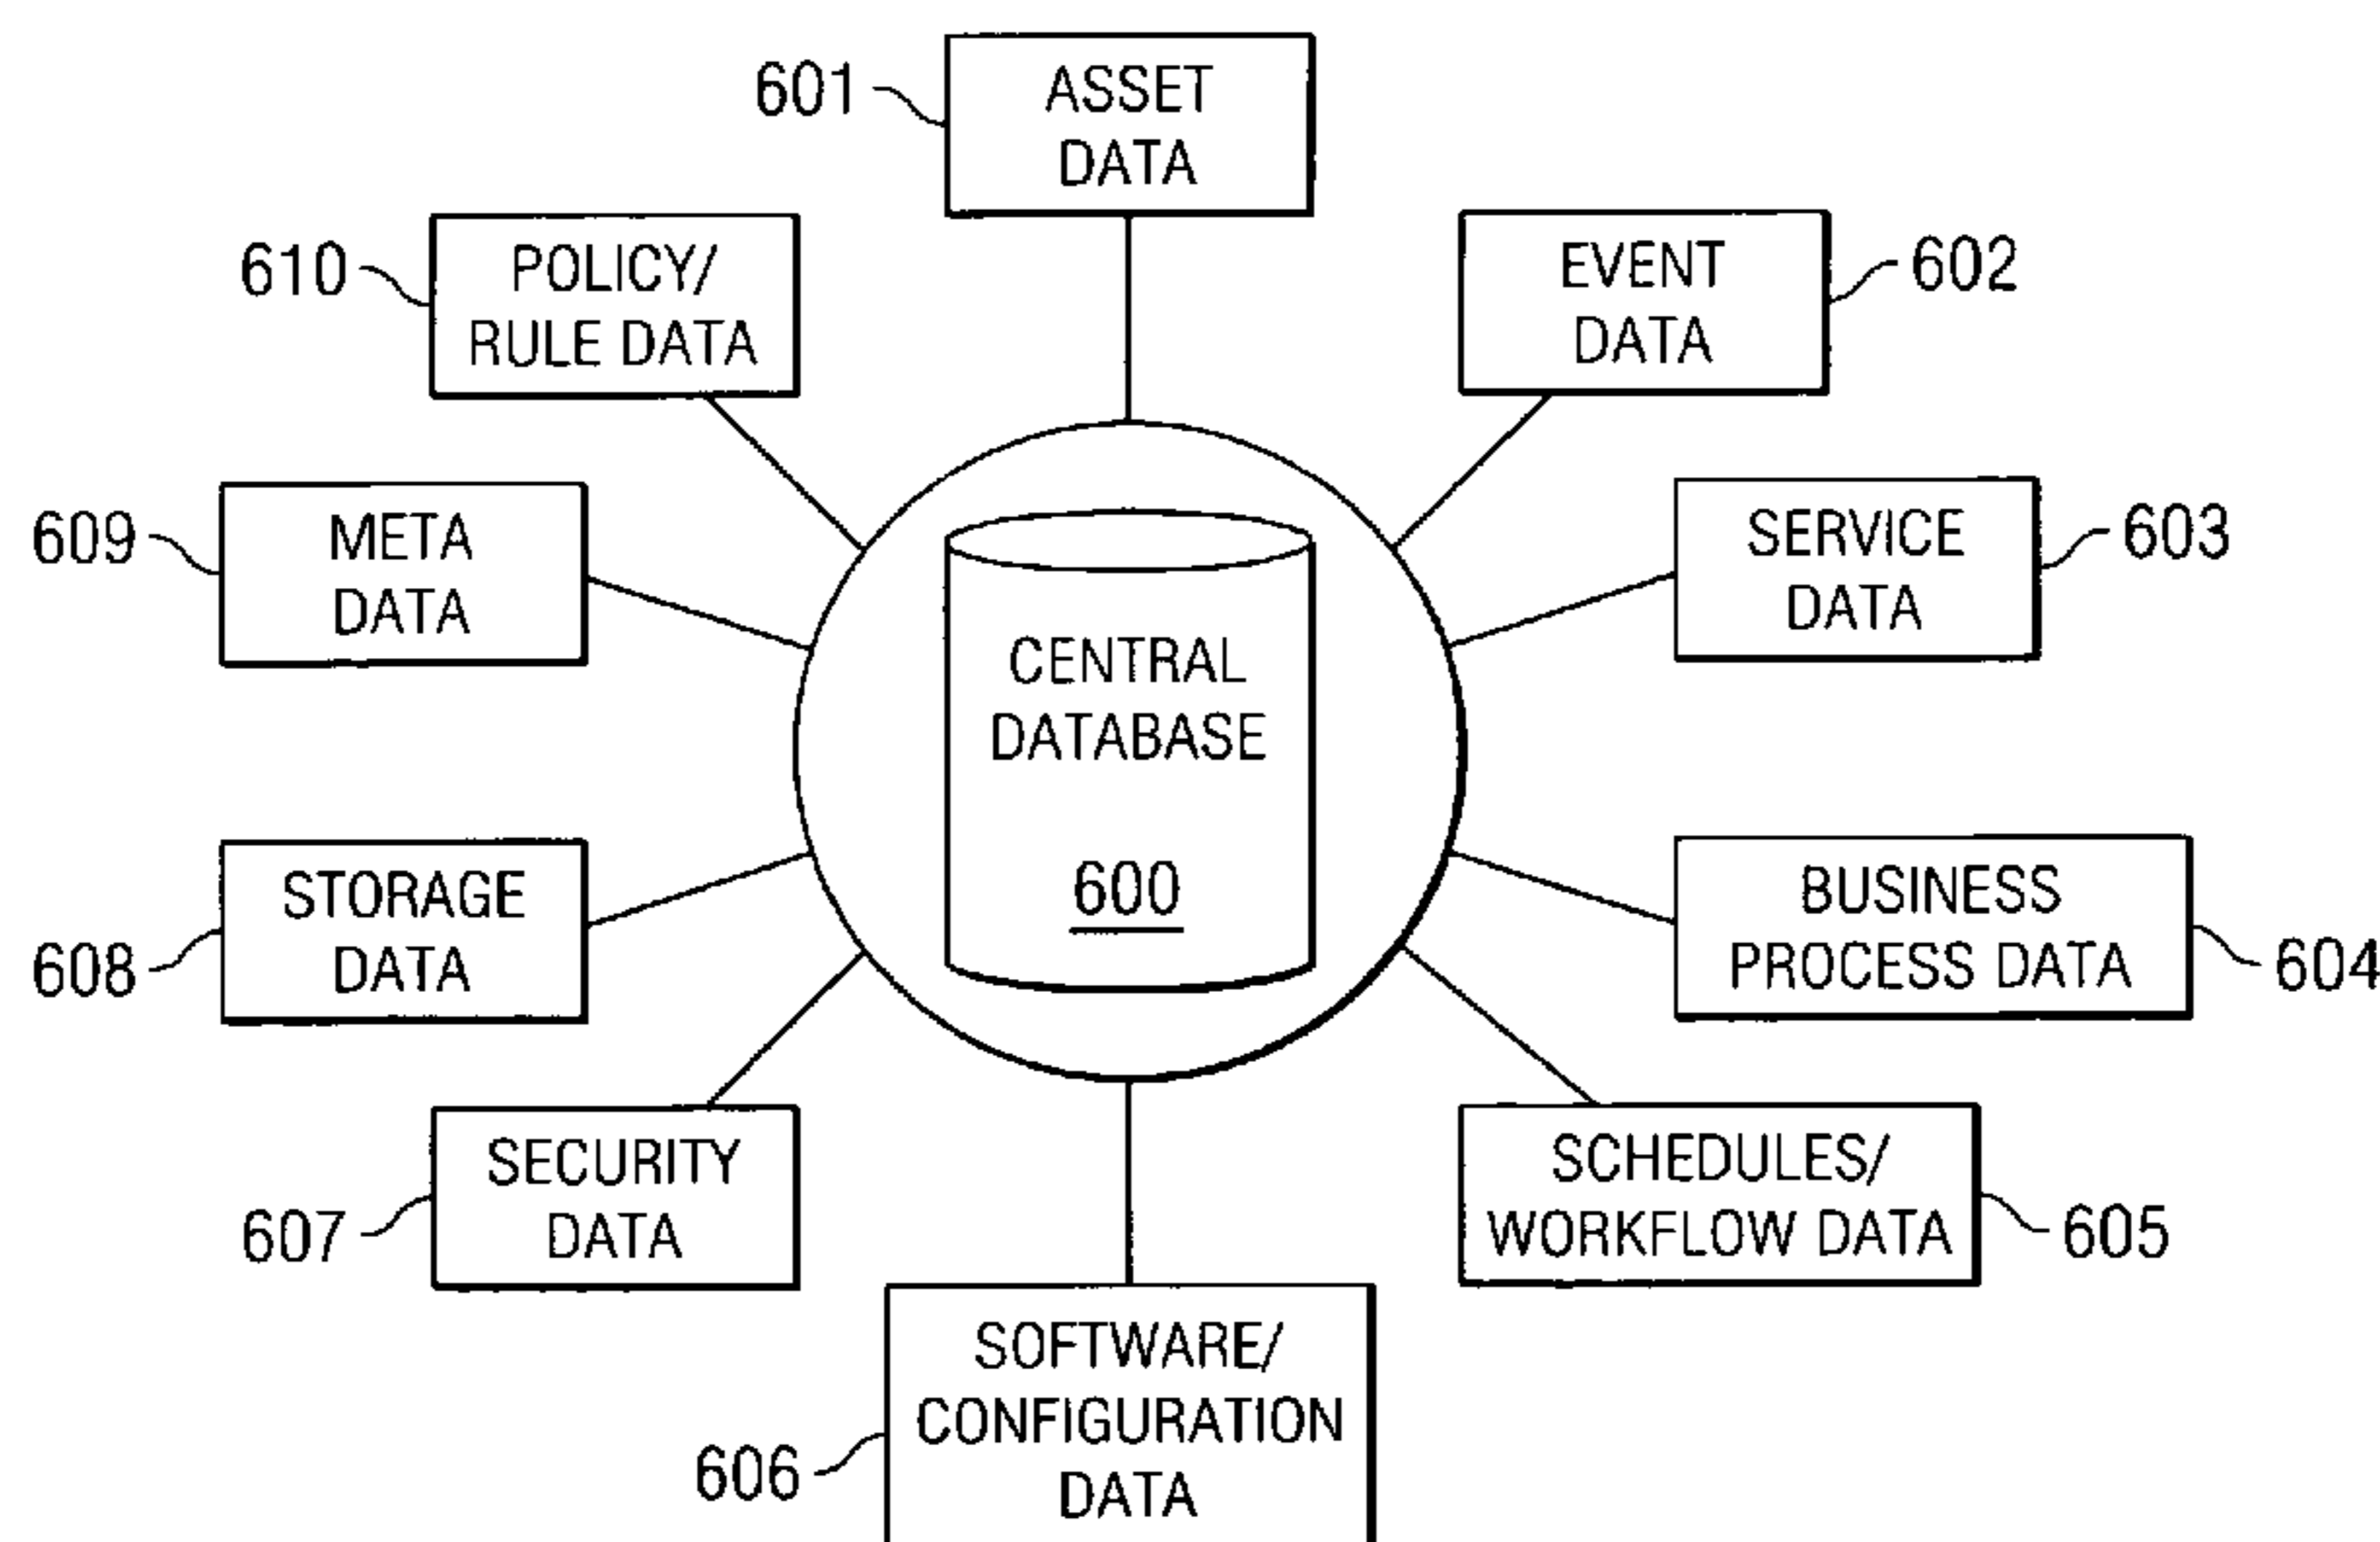 601
ASSET
DATA
610
POLICY/
RULE DATA
EVENT
DATA
602
609
META
DATA
SERVICE
DATA
603
CENTRAL
DATABASE
600
608
STORAGE
DATA
BUSINESS
PROCESS DATA
604
607
SECURITY
DATA
SCHEDULES/
WORKFLOW DATA
605
606
SOFTWARE/
CONFIGURATION
DATA